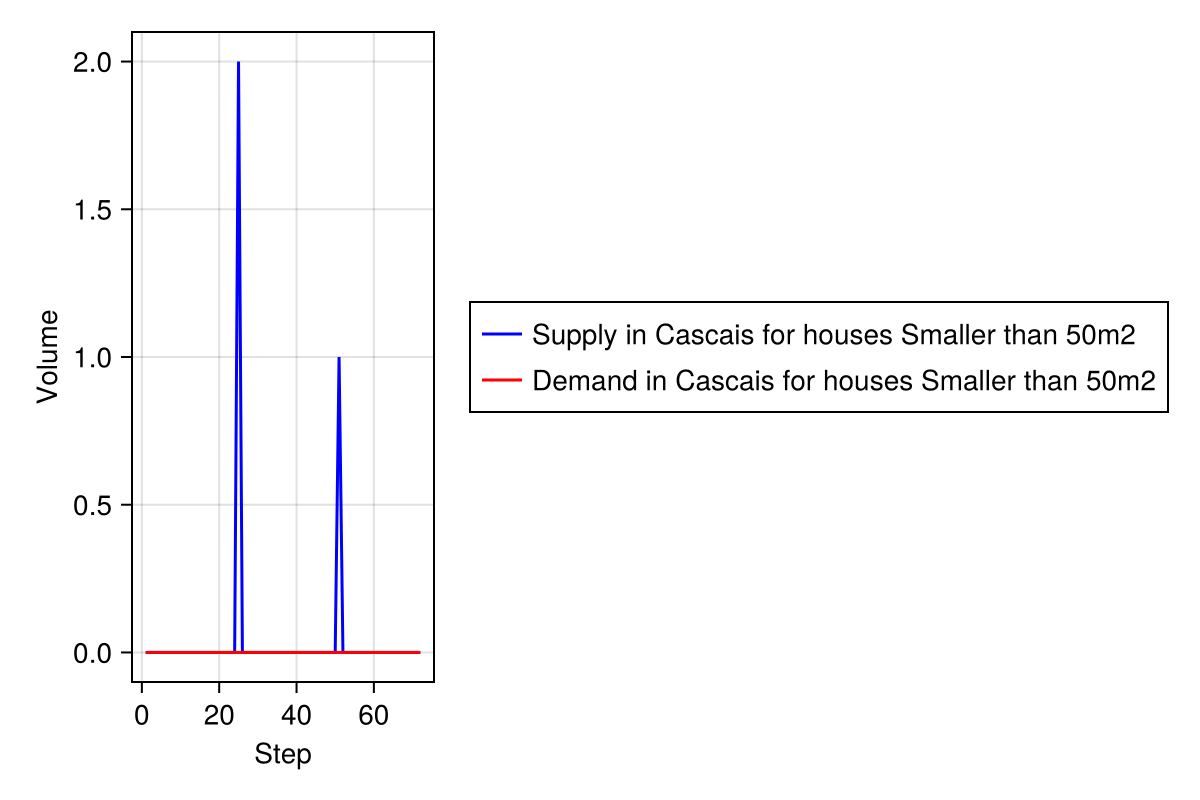 2.0
1.5
1.0
0.5
0.0
Volume
0 20 40 60
Step
Supply in Cascais for houses Smaller than 50m2
Demand in Cascais for houses Smaller than 50m2